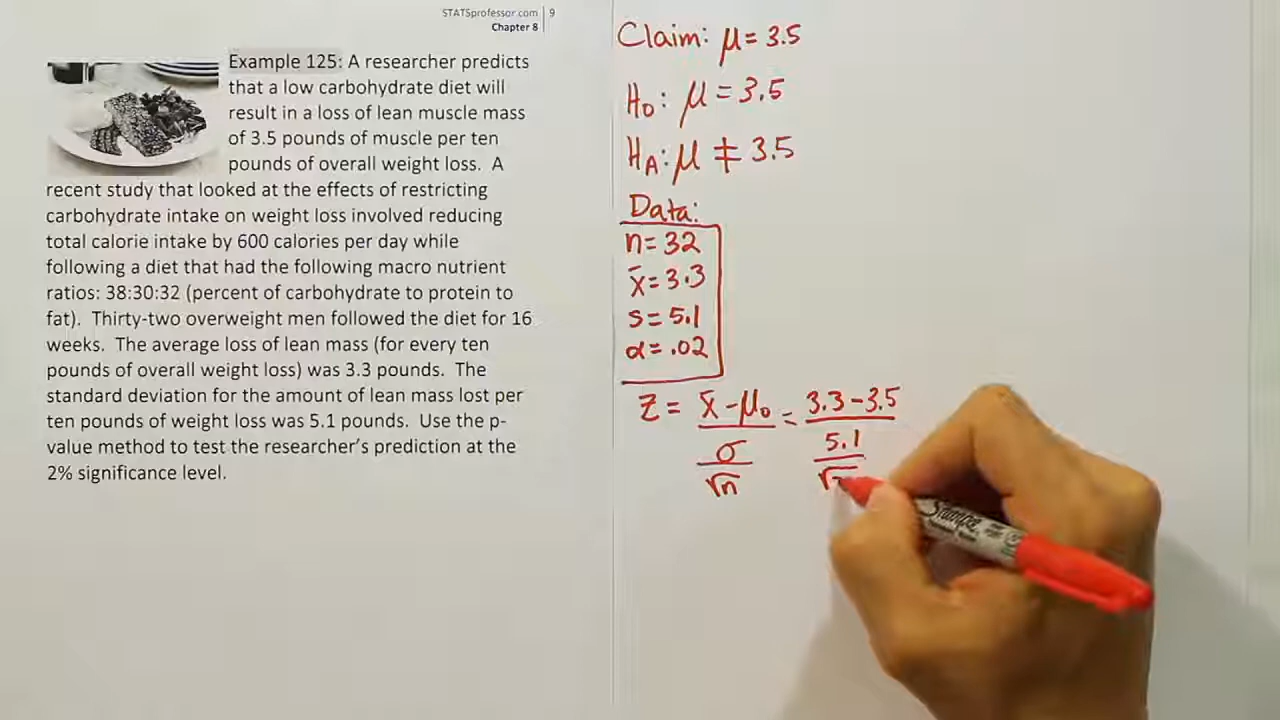 STATSprofessor.com 9
Chapter 8
Example 125: A researcher predicts
that a low carbohydrate diet will
result in a loss of lean muscle mass
of 3.5 pounds of muscle per ten
pounds of overall weight loss. A
recent study that looked at the effects of restricting
carbohydrate intake on weight loss involved reducing
total calorie intake by 600 calories per day while
following a diet that had the following macro nutrient
ratios: 38:30:32 (percent of carbohydrate to protein to
fat). Thirty-two overweight men followed the diet for 16
weeks. The average loss of lean mass (for every ten
pounds of overall weight loss) was 3.3 pounds. The
standard deviation for the amount of lean mass lost per
ten pounds of weight loss was 5.1 pounds. Use the p-
value method to test the researcher's prediction at the
2% significance level.
Claim: μ = 3.5
H₀: μ = 3.5
H_A: μ ≠ 3.5
Data:
n = 32
x̄ = 3.3
s = 5.1
α = .02
Z = x̄ - μ₀ = 3.3 - 3.5
σ 5.1
√n √
Sharpie